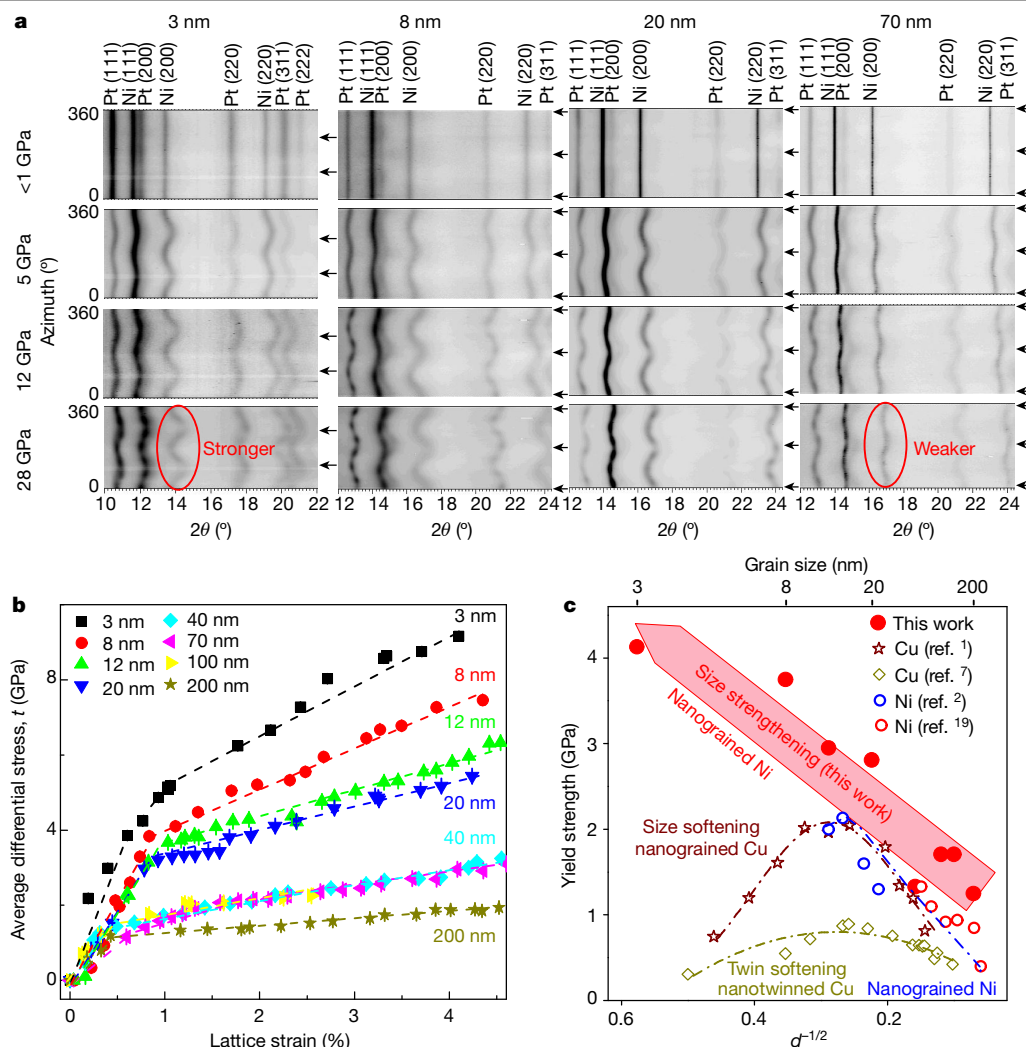 a
3 nm 8 nm 20 nm 70 nm
Pt (111) Ni (111) Pt (200) Ni (200) Pt (220) Ni (220) Pt (311) Pt (222)
Pt (111) Ni (111) Pt (200) Ni (200) Pt (220) Ni (220) Pt (311)
Pt (111) Ni (111) Pt (200) Ni (200) Pt (220) Ni (220) Pt (311)
Pt (111) Ni (111) Pt (200) Ni (200) Pt (220) Ni (220) Pt (311)
<1 GPa
360
0
5 GPa
360
0
12 GPa
360
0
28 GPa
360
0
Azimuth (°)
Stronger
Weaker
10 12 14 16 18 20 22
14 16 18 20 22 24
14 16 18 20 22 24
14 16 18 20 22 24
2θ (°) 2θ (°) 2θ (°) 2θ (°)
b
3 nm
8 nm
12 nm
20 nm
40 nm
70 nm
100 nm
200 nm
3 nm
8 nm
12 nm
20 nm
40 nm
200 nm
Average differential stress, t (GPa)
8
4
0
0 1 2 3 4
Lattice strain (%)
c
Grain size (nm)
3 8 20 200
This work
Cu (ref. 1)
Cu (ref. 7)
Ni (ref. 2)
Ni (ref. 19)
Size strengthening (this work)
Nanograined Ni
Size softening
nanograined Cu
Twin softening
nanotwinned Cu
Nanograined Ni
Yield strength (GPa)
4
3
2
1
0
0.6 0.4 0.2
d–1/2